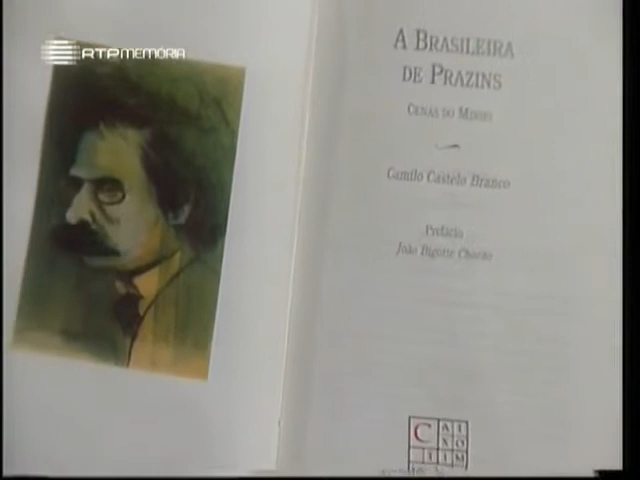 RTP MEMÓRIA
A BRASILEIRA
DE PRAZINS
CENAS DO MINHO
Camilo Castelo Branco
Prefácio
João Bigotte Chorão
C A I
X O
T I M